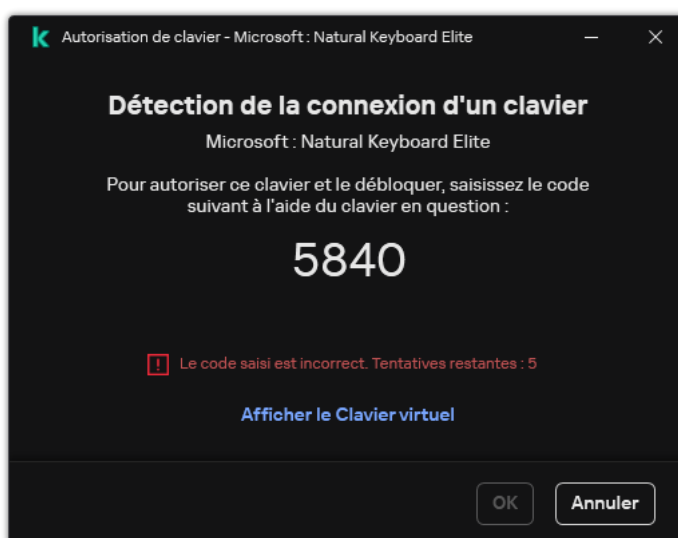 Autorisation de clavier - Microsoft : Natural Keyboard Elite
Détection de la connexion d'un clavier
Microsoft : Natural Keyboard Elite
Pour autoriser ce clavier et le débloquer, saisissez le code
suivant à l'aide du clavier en question :
5840
Le code saisi est incorrect. Tentatives restantes : 5
Afficher le Clavier virtuel
OK
Annuler